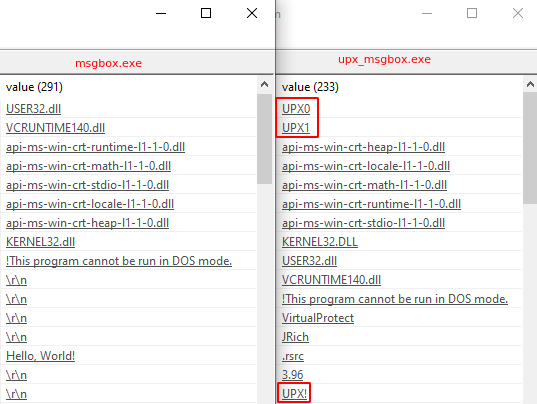 msgbox.exe
value (291)
USER32.dll
VCRUNTIME140.dll
api-ms-win-crt-runtime-l1-1-0.dll
api-ms-win-crt-math-l1-1-0.dll
api-ms-win-crt-stdio-l1-1-0.dll
api-ms-win-crt-locale-l1-1-0.dll
api-ms-win-crt-heap-l1-1-0.dll
KERNEL32.dll
!This program cannot be run in DOS mode.
\r\n
\r\n
\r\n
\r\n
Hello, World!
\r\n
\r\n
upx_msgbox.exe
value (233)
UPX0
UPX1
api-ms-win-crt-heap-l1-1-0.dll
api-ms-win-crt-locale-l1-1-0.dll
api-ms-win-crt-math-l1-1-0.dll
api-ms-win-crt-runtime-l1-1-0.dll
api-ms-win-crt-stdio-l1-1-0.dll
KERNEL32.DLL
USER32.dll
VCRUNTIME140.dll
!This program cannot be run in DOS mode.
VirtualProtect
JRich
.rsrc
3.96
UPX!